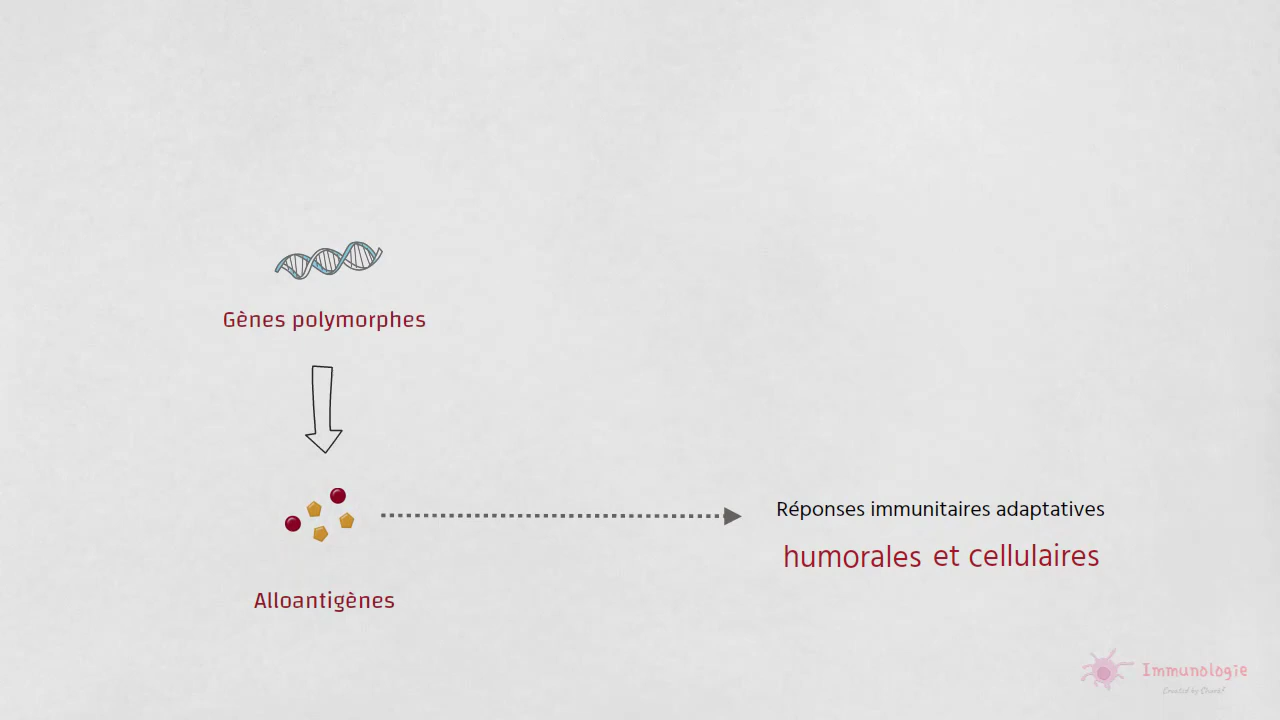 Gènes polymorphes
Réponses immunitaires adaptatives
humorales et cellulaires
Alloantigènes
Immunologie